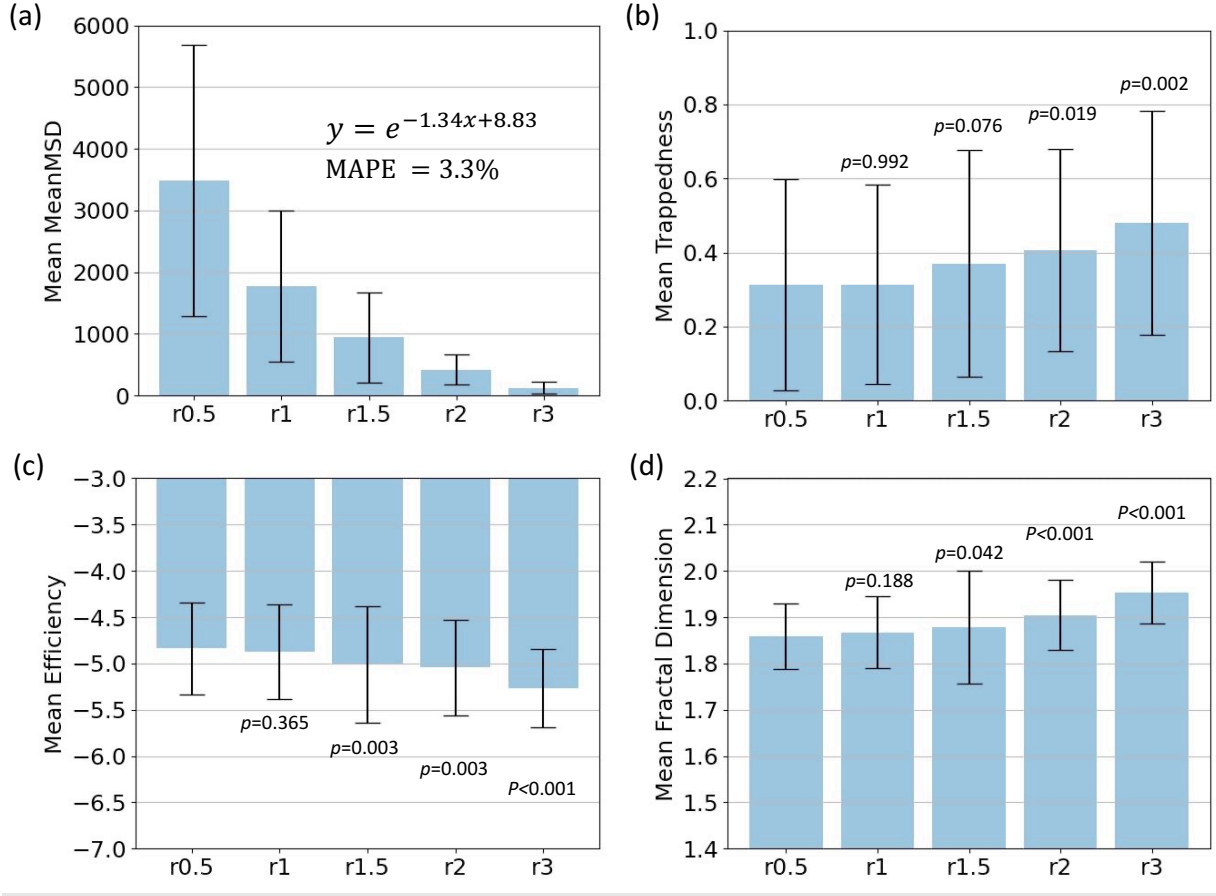 (a)
6000
5000
4000
3000
2000
1000
0
Mean MeanMSD
y = e^{−1.34x+8.83}
MAPE = 3.3%
r0.5 r1 r1.5 r2 r3
(b)
1.0
0.8
0.6
0.4
0.2
0.0
Mean Trappedness
p=0.992
p=0.076
p=0.019
p=0.002
r0.5 r1 r1.5 r2 r3
(c)
−3.0
−3.5
−4.0
−4.5
−5.0
−5.5
−6.0
−6.5
−7.0
Mean Efficiency
p=0.365
p=0.003
p=0.003
P<0.001
r0.5 r1 r1.5 r2 r3
(d)
2.2
2.1
2.0
1.9
1.8
1.7
1.6
1.5
1.4
Mean Fractal Dimension
p=0.188
p=0.042
P<0.001
P<0.001
r0.5 r1 r1.5 r2 r3